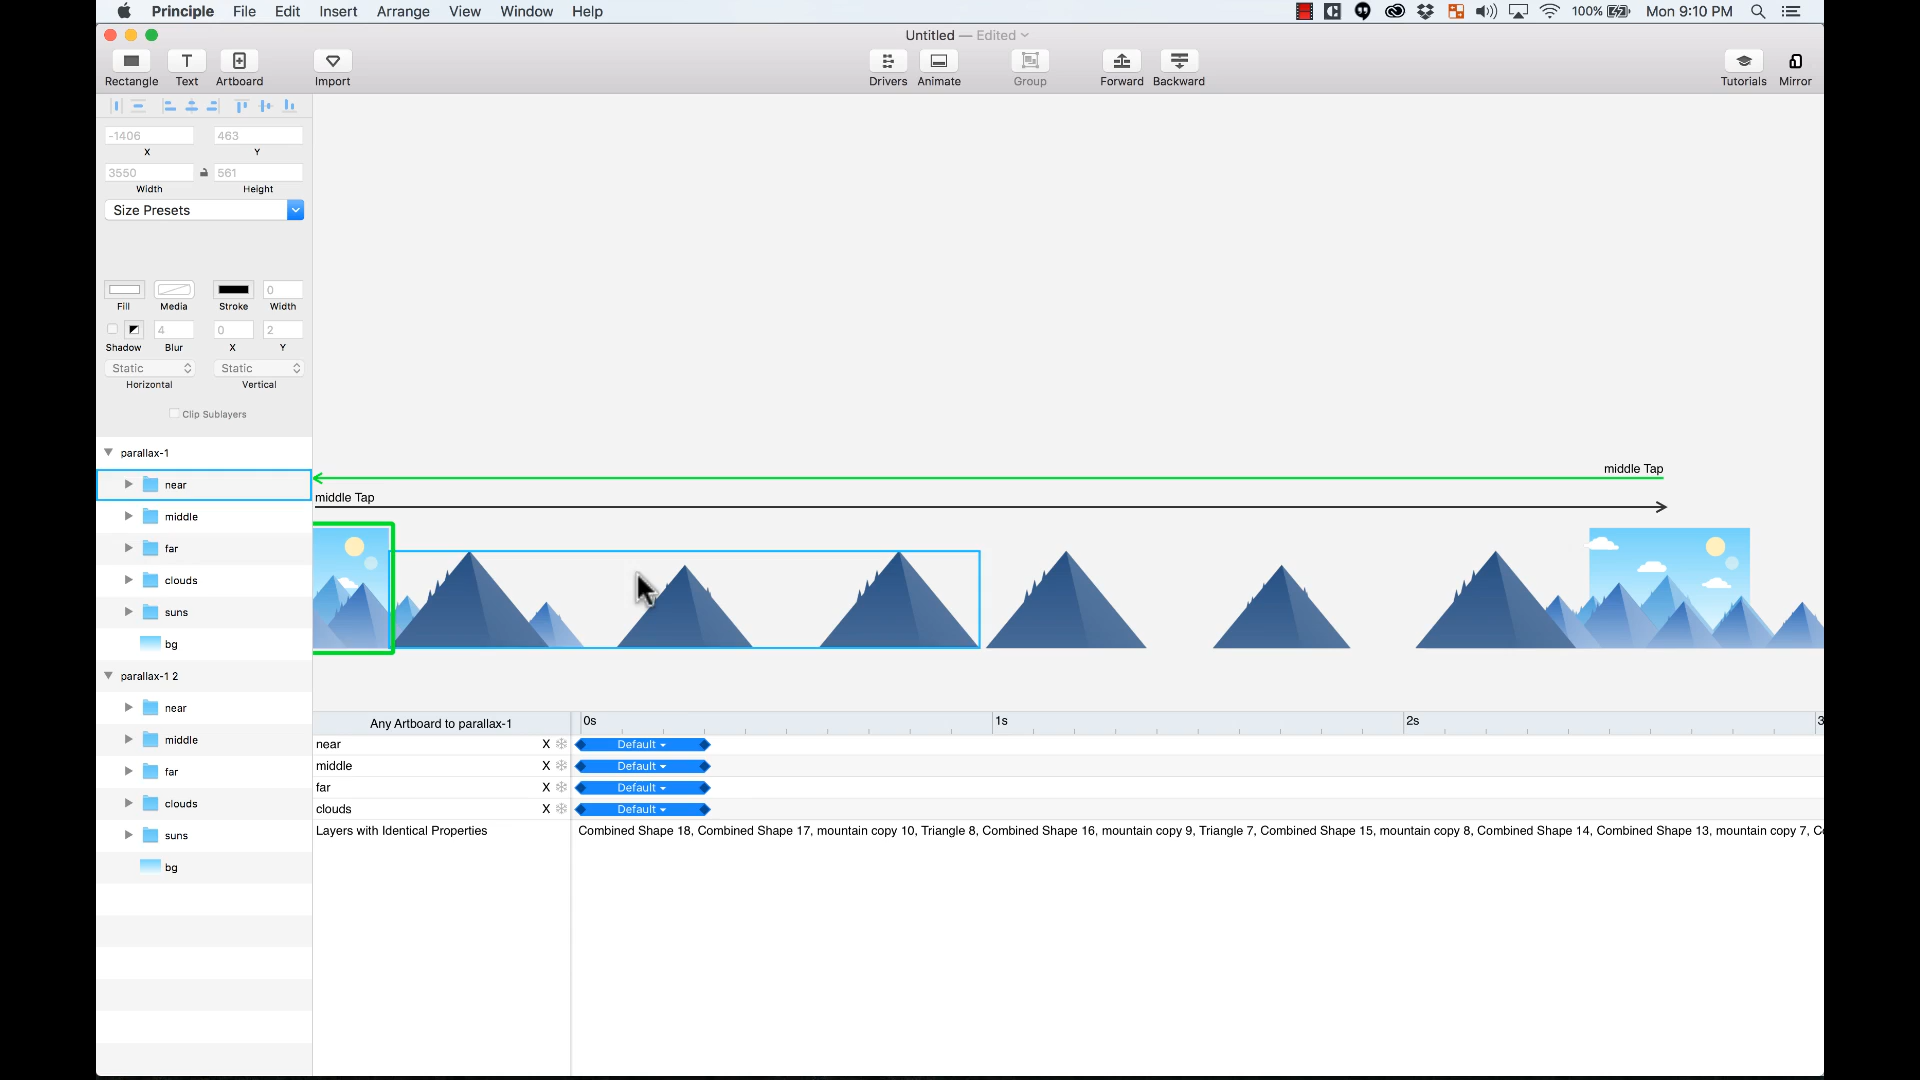 Principle File Edit Insert Arrange View Window Help 100% Mon 9:10 PM
Untitled — Edited
Rectangle Text Artboard Import Drivers Animate Group Forward Backward Tutorials Mirror
-1406 463
X Y
3550 561
Width Height
Size Presets
0
Fill Media Stroke Width
4 0 2
Shadow Blur X Y
Static Static
Horizontal Vertical
Clip Sublayers
parallax-1
near
middle
far
clouds
suns
bg
parallax-1 2
near
middle
far
clouds
suns
bg
middle Tap
middle Tap
Any Artboard to parallax-1 0s 1s 2s 3
near X Default
middle X Default
far X Default
clouds X Default
Layers with Identical Properties Combined Shape 18, Combined Shape 17, mountain copy 10, Triangle 8, Combined Shape 16, mountain copy 9, Triangle 7, Combined Shape 15, mountain copy 8, Combined Shape 14, Combined Shape 13, mountain copy 7, C